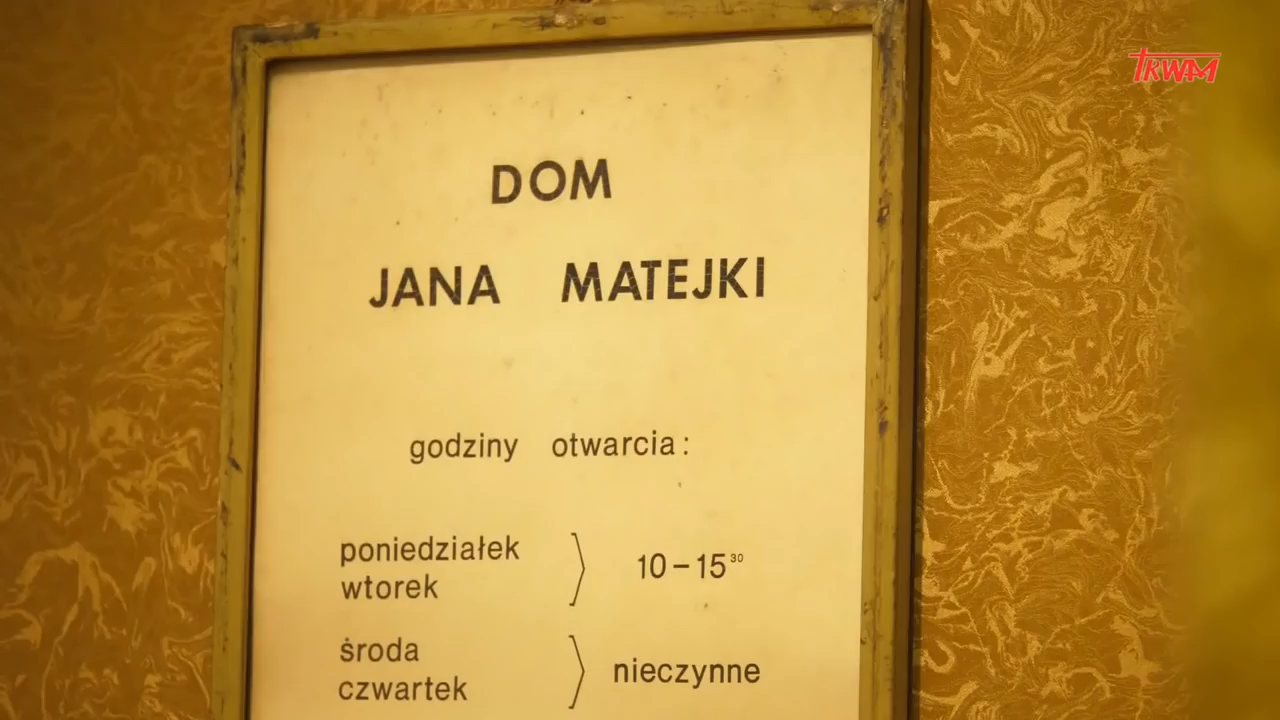 TRWAM
DOM
JANA MATEJKI
godziny otwarcia:
poniedziałek
wtorek
10-15³⁰
środa
czwartek
nieczynne